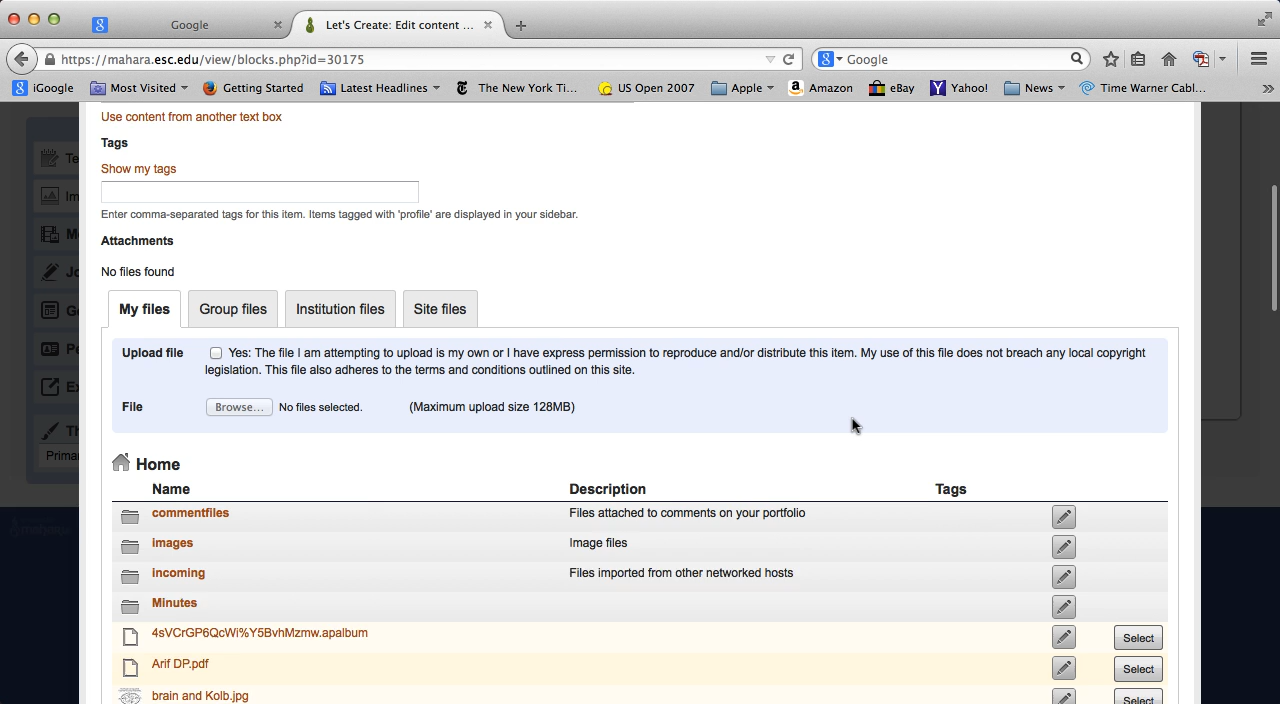 Google
Let's Create: Edit content ...
https://mahara.esc.edu/view/blocks.php?id=30175
Google
iGoogle
Most Visited
Getting Started
Latest Headlines
The New York Ti...
US Open 2007
Apple
Amazon
eBay
Yahoo!
News
Time Warner Cabl...
Use content from another text box
Tags
Show my tags
Enter comma-separated tags for this item. Items tagged with 'profile' are displayed in your sidebar.
Attachments
No files found
My files
Group files
Institution files
Site files
Upload file
Yes: The file I am attempting to upload is my own or I have express permission to reproduce and/or distribute this item. My use of this file does not breach any local copyright
legislation. This file also adheres to the terms and conditions outlined on this site.
File
Browse...
No files selected.
(Maximum upload size 128MB)
Home
Name
Description
Tags
commentfiles
Files attached to comments on your portfolio
images
Image files
incoming
Files imported from other networked hosts
Minutes
4sVCrGP6QcWi%Y5BvhMzmw.apalbum
Select
Arif DP.pdf
Select
brain and Kolb.jpg
Select